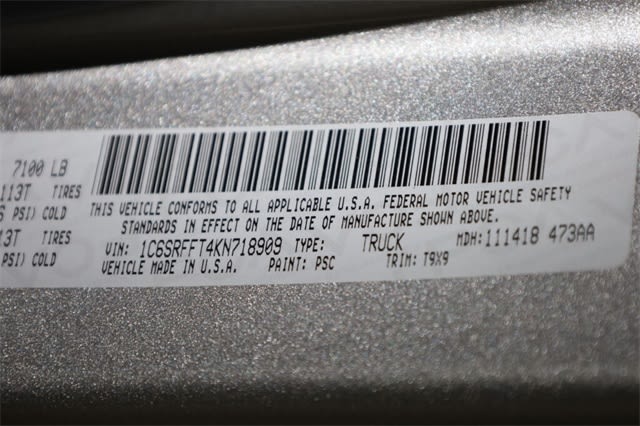 7100 LB
113T TIRES
PSI) COLD
13T TIRES
PSI) COLD
THIS VEHICLE CONFORMS TO ALL APPLICABLE U.S.A. FEDERAL MOTOR VEHICLE SAFETY
STANDARDS IN EFFECT ON THE DATE OF MANUFACTURE SHOWN ABOVE.
VIN: 1C6SRFFT4KN718909 TYPE: TRUCK MDH:111418 473AA
VEHICLE MADE IN U.S.A. PAINT: PSC TRIM: T9X9